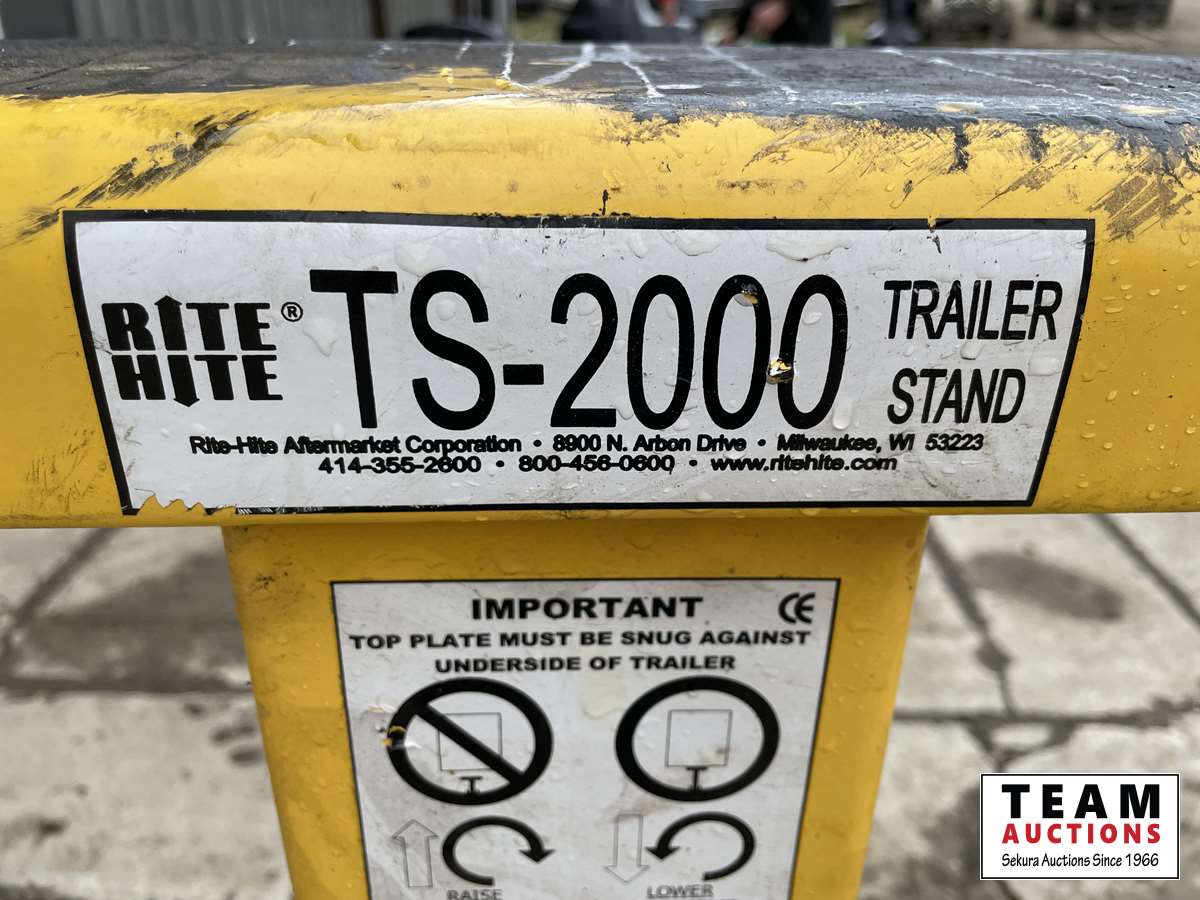 RITE HITE® TS-2000 TRAILER STAND
Rite-Hite Aftermarket Corporation • 8900 N. Arbon Drive • Milwaukee, WI 53223
414-355-2600 • 800-456-0600 • www.ritehite.com
IMPORTANT CE
TOP PLATE MUST BE SNUG AGAINST
UNDERSIDE OF TRAILER
RAISE LOWER
TEAM
AUCTIONS
Sekura Auctions Since 1966